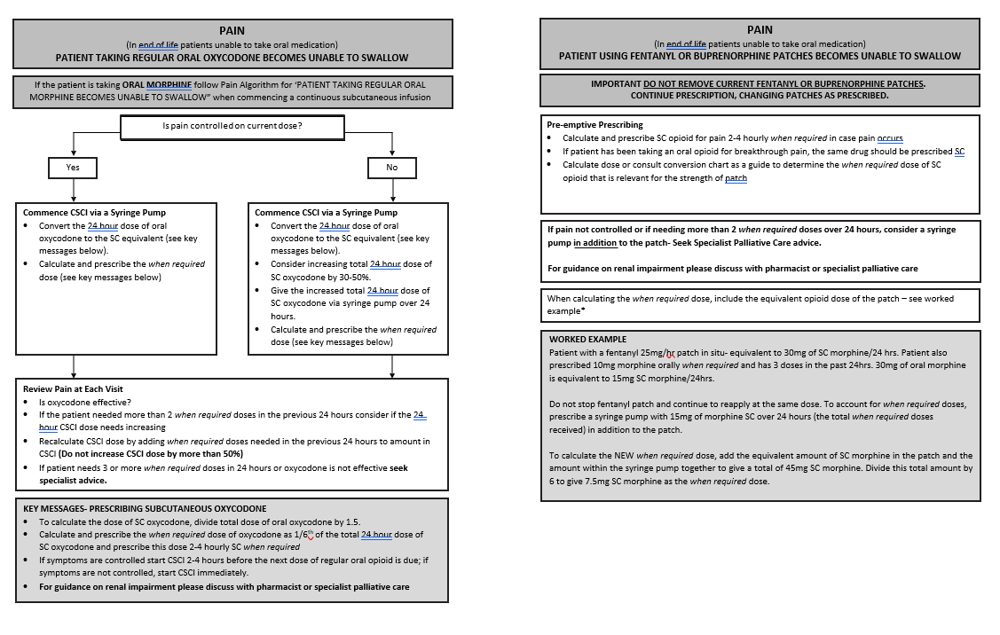 PAIN
(In end of life patients unable to take oral medication)
PATIENT TAKING REGULAR ORAL OXYCODONE BECOMES UNABLE TO SWALLOW
If the patient is taking ORAL MORPHINE follow Pain Algorithm for 'PATIENT TAKING REGULAR ORAL
MORPHINE BECOMES UNABLE TO SWALLOW" when commencing a continuous subcutaneous infusion
Is pain controlled on current dose?
Yes
No
Commence CSCI via a Syringe Pump
• Convert the 24 hour dose of oral
oxycodone to the SC equivalent (see key
messages below).
• Calculate and prescribe the when required
dose (see key messages below)
Commence CSCI via a Syringe Pump
• Convert the 24 hour dose of oral
oxycodone to the SC equivalent (see key
messages below).
• Consider increasing total 24 hour dose of
SC oxycodone by 30-50%.
• Give the increased total 24 hour dose of
SC oxycodone via syringe pump over 24
hours.
• Calculate and prescribe the when required
dose (see key messages below)
Review Pain at Each Visit
• Is oxycodone effective?
• If the patient needed more than 2 when required doses in the previous 24 hours consider if the 24-
hour CSCI dose needs increasing
• Recalculate CSCI dose by adding when required doses needed in the previous 24 hours to amount in
CSCI (Do not increase CSCI dose by more than 50%)
• If patient needs 3 or more when required doses in 24 hours or oxycodone is not effective seek
specialist advice.
KEY MESSAGES- PRESCRIBING SUBCUTANEOUS OXYCODONE
• To calculate the dose of SC oxycodone, divide total dose of oral oxycodone by 1.5.
• Calculate and prescribe the when required dose of oxycodone as 1/6th of the total 24 hour dose of
SC oxycodone and prescribe this dose 2-4 hourly SC when required
• If symptoms are controlled start CSCI 2-4 hours before the next dose of regular oral opioid is due; if
symptoms are not controlled, start CSCI immediately.
• For guidance on renal impairment please discuss with pharmacist or specialist palliative care
PAIN
(In end of life patients unable to take oral medication)
PATIENT USING FENTANYL OR BUPRENORPHINE PATCHES BECOMES UNABLE TO SWALLOW
IMPORTANT DO NOT REMOVE CURRENT FENTANYL OR BUPRENORPHINE PATCHES.
CONTINUE PRESCRIPTION, CHANGING PATCHES AS PRESCRIBED.
Pre-emptive Prescribing
• Calculate and prescribe SC opioid for pain 2-4 hourly when required in case pain occurs
• If patient has been taking an oral opioid for breakthrough pain, the same drug should be prescribed SC
• Calculate dose or consult conversion chart as a guide to determine the when required dose of SC
opioid that is relevant for the strength of patch
If pain not controlled or if needing more than 2 when required doses over 24 hours, consider a syringe
pump in addition to the patch- Seek Specialist Palliative Care advice.
For guidance on renal impairment please discuss with pharmacist or specialist palliative care
When calculating the when required dose, include the equivalent opioid dose of the patch – see worked
example*
WORKED EXAMPLE
Patient with a fentanyl 25mg/hr patch in situ- equivalent to 30mg of SC morphine/24 hrs. Patient also
prescribed 10mg morphine orally when required and has 3 doses in the past 24hrs. 30mg of oral morphine
is equivalent to 15mg SC morphine/24hrs.
Do not stop fentanyl patch and continue to reapply at the same dose. To account for when required doses,
prescribe a syringe pump with 15mg of morphine SC over 24 hours (the total when required doses
received) in addition to the patch.
To calculate the NEW when required dose, add the equivalent amount of SC morphine in the patch and the
amount within the syringe pump together to give a total of 45mg SC morphine. Divide this total amount by
6 to give 7.5mg SC morphine as the when required dose.